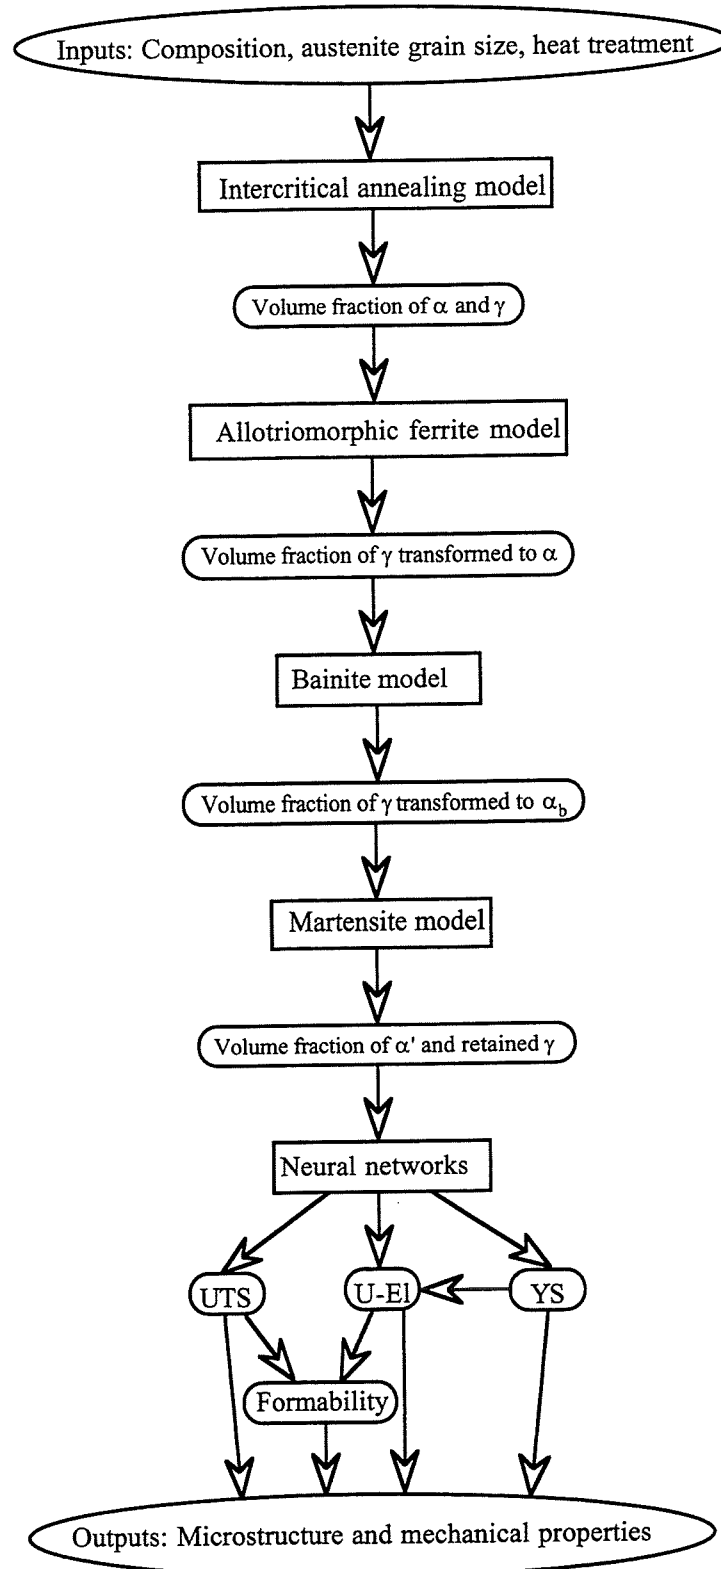 Inputs: Composition, austenite grain size, heat treatment
Intercritical annealing model
Volume fraction of α and γ
Allotriomorphic ferrite model
Volume fraction of γ transformed to α
Bainite model
Volume fraction of γ transformed to α_b
Martensite model
Volume fraction of α' and retained γ
Neural networks
UTS U-El YS
Formability
Outputs: Microstructure and mechanical properties